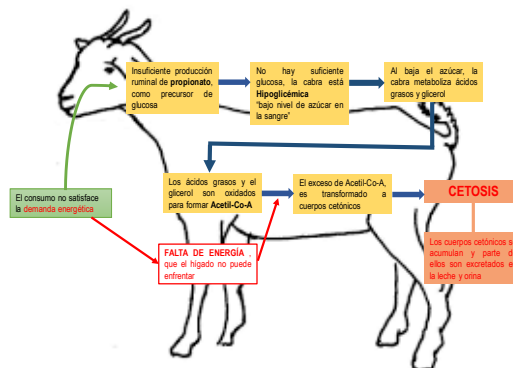 Insuficiente producción
ruminal de propionato,
como precursor de
glucosa
No hay suficiente
glucosa, la cabra está
Hipoglicémica
"bajo nivel de azúcar en
la sangre"
Al baja el azúcar, la
cabra metaboliza ácidos
grasos y glicerol
Los ácidos grasos y el
glicerol son oxidados
para formar Acetil-Co-A
El exceso de Acetil-Co-A,
es transformado a
cuerpos cetónicos
CETOSIS
El consumo no satisface
la demanda energética
FALTA DE ENERGÍA ,
que el hígado no puede
enfrentar
Los cuerpos cetónicos s
acumulan y parte d
ellos son excretados e
la leche y orina